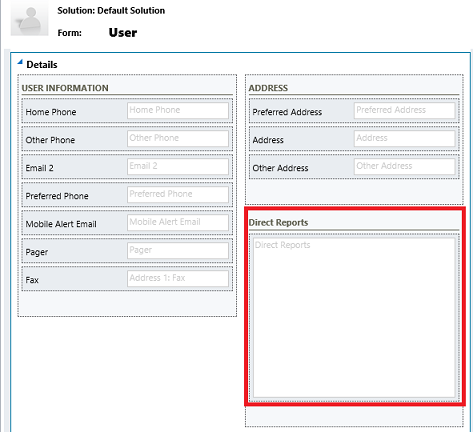 Solution: Default Solution
Form: User
Details
USER INFORMATION
Home Phone Home Phone
Other Phone Other Phone
Email 2 Email 2
Preferred Phone Preferred Phone
Mobile Alert Email Mobile Alert Email
Pager Pager
Fax Address 1: Fax
ADDRESS
Preferred Address Preferred Address
Address Address
Other Address Other Address
Direct Reports
Direct Reports